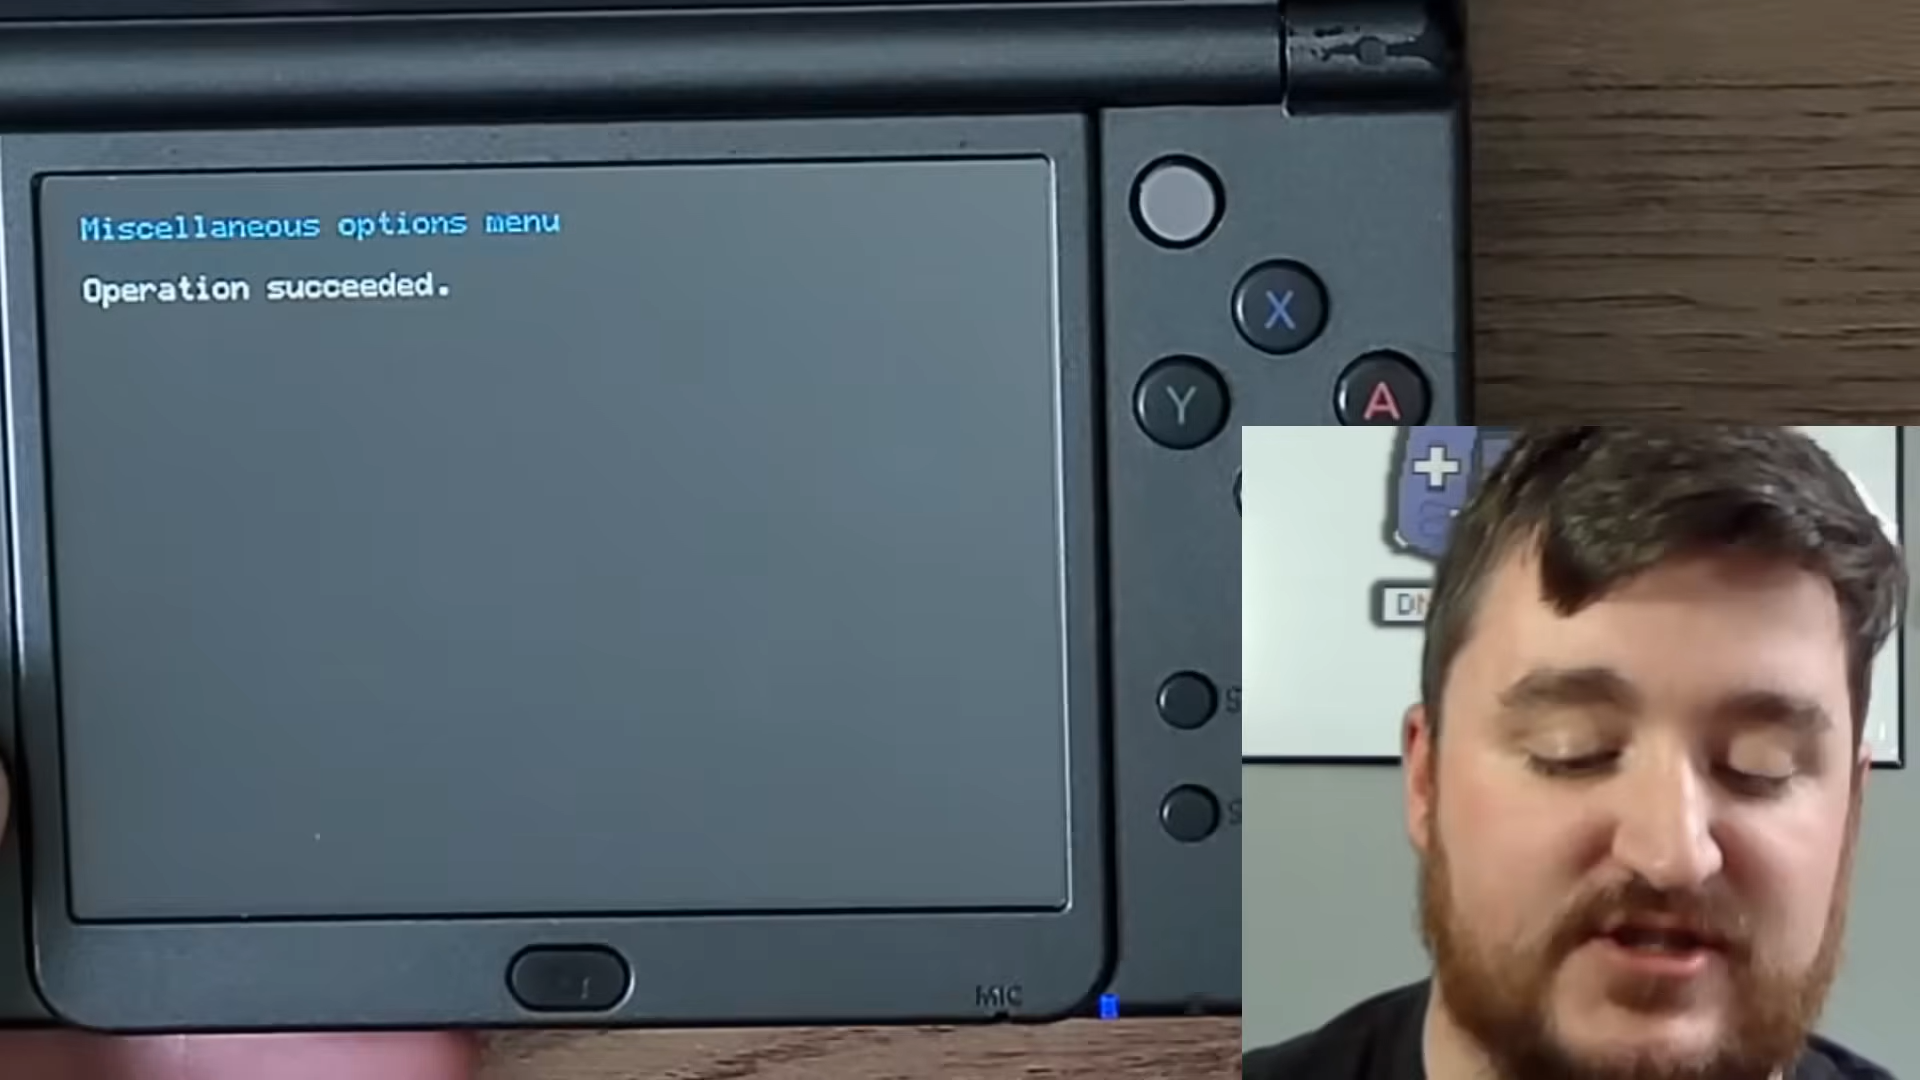 Miscellaneous options menu
Operation succeeded.
X
Y
A
MIC